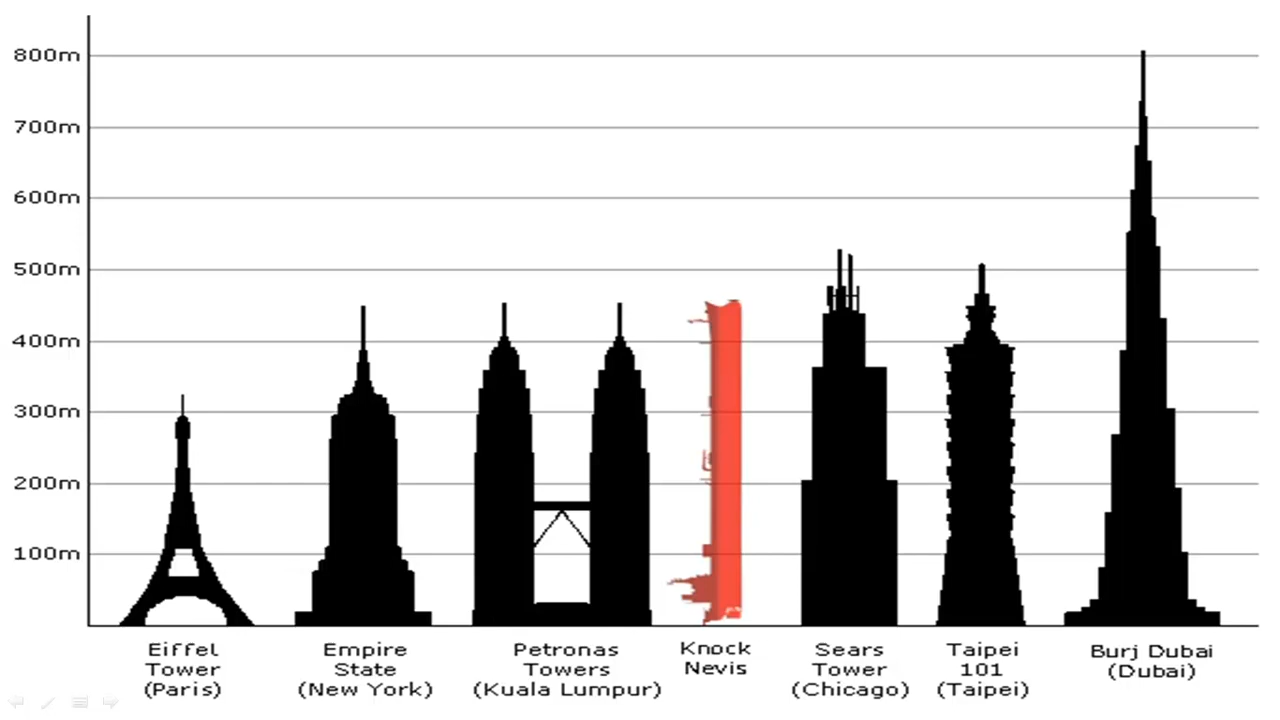 800m
700m
600m
500m
400m
300m
200m
100m
Eiffel
Tower
(Paris)
Empire
State
(New York)
Petronas
Towers
(Kuala Lumpur)
Knock
Nevis
Sears
Tower
(Chicago)
Taipei
101
(Taipei)
Burj Dubai
(Dubai)